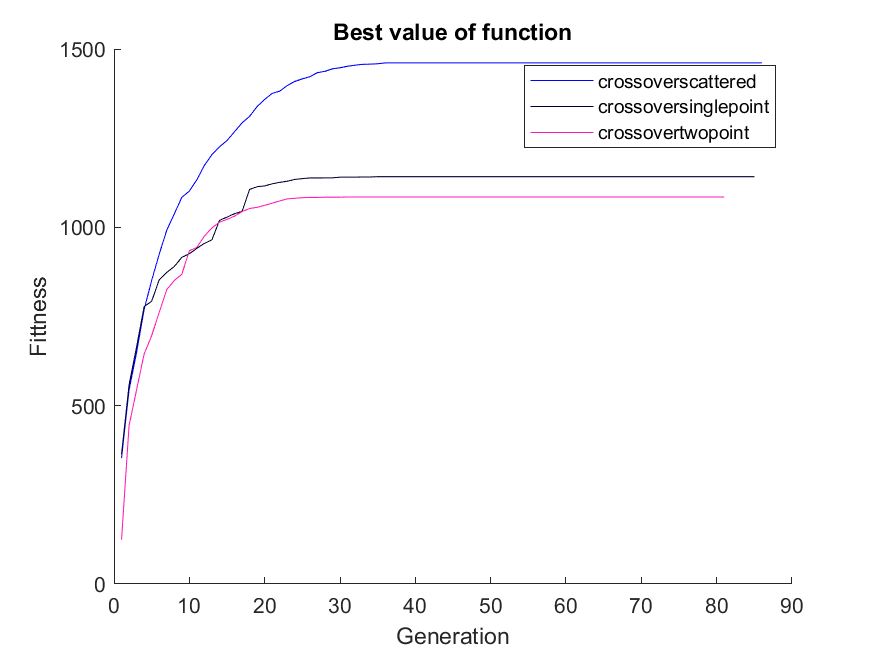 Best value of function
1500
1000
500
0
Fittness
crossoverscattered
crossoversinglepoint
crossovertwopoint
0 10 20 30 40 50 60 70 80 90
Generation